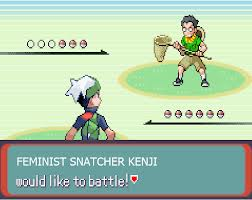 FEMINIST SNATCHER KENJI
would like to battle!